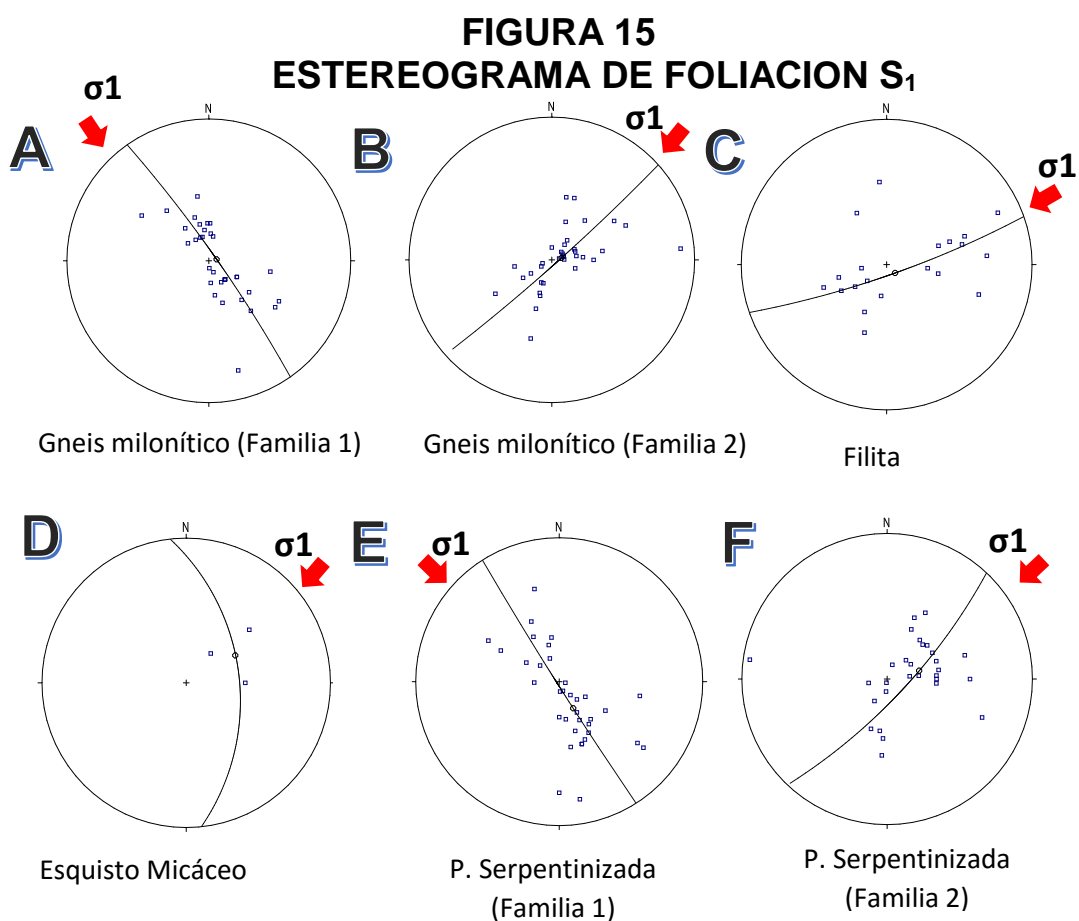 FIGURA 15
ESTEREOGRAMA DE FOLIACION S₁
σ1
N
A
Gneis milonítico (Familia 1)
σ1
N
B
Gneis milonítico (Familia 2)
σ1
N
C
Filita
σ1
N
D
Esquisto Micáceo
σ1
N
E
P. Serpentinizada
(Familia 1)
σ1
N
F
P. Serpentinizada
(Familia 2)